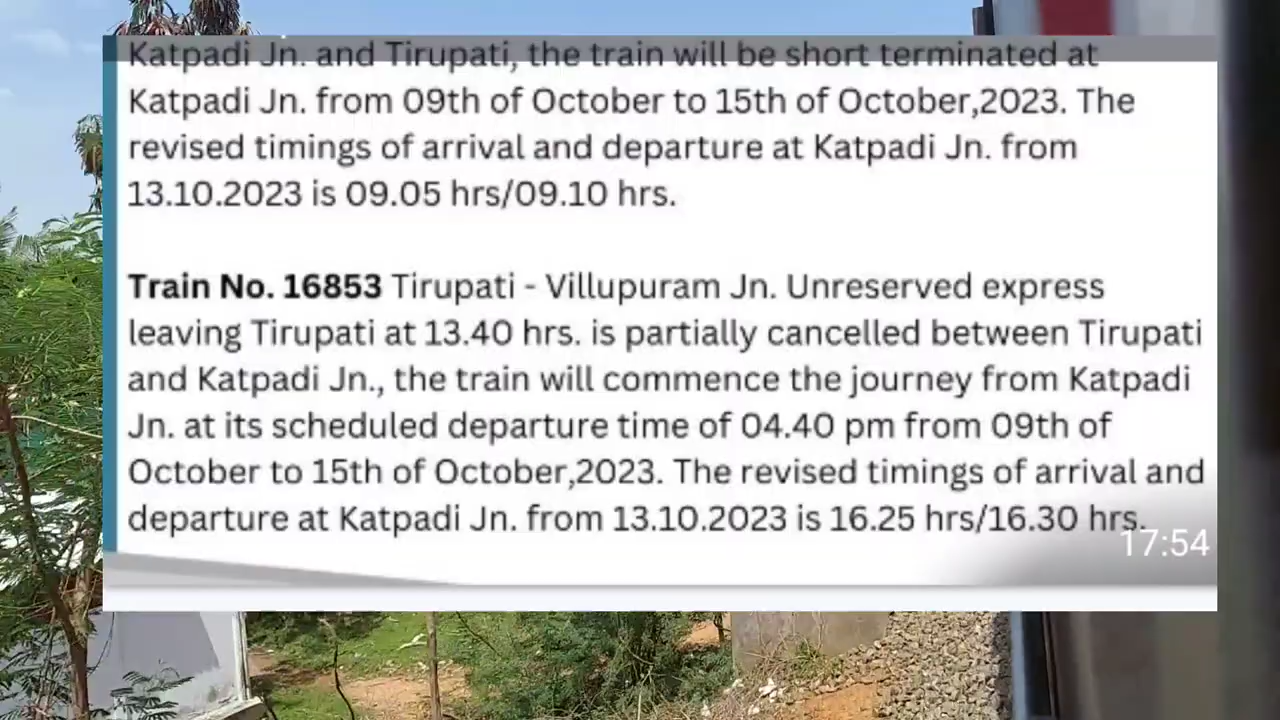 Katpadi Jn. and Tirupati, the train will be short terminated at
Katpadi Jn. from 09th of October to 15th of October,2023. The
revised timings of arrival and departure at Katpadi Jn. from
13.10.2023 is 09.05 hrs/09.10 hrs.
Train No. 16853 Tirupati - Villupuram Jn. Unreserved express
leaving Tirupati at 13.40 hrs. is partially cancelled between Tirupati
and Katpadi Jn., the train will commence the journey from Katpadi
Jn. at its scheduled departure time of 04.40 pm from 09th of
October to 15th of October,2023. The revised timings of arrival and
departure at Katpadi Jn. from 13.10.2023 is 16.25 hrs/16.30 hrs.
17:54